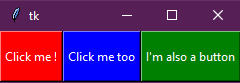 tk
Click me !
Click me too
I'm also a button